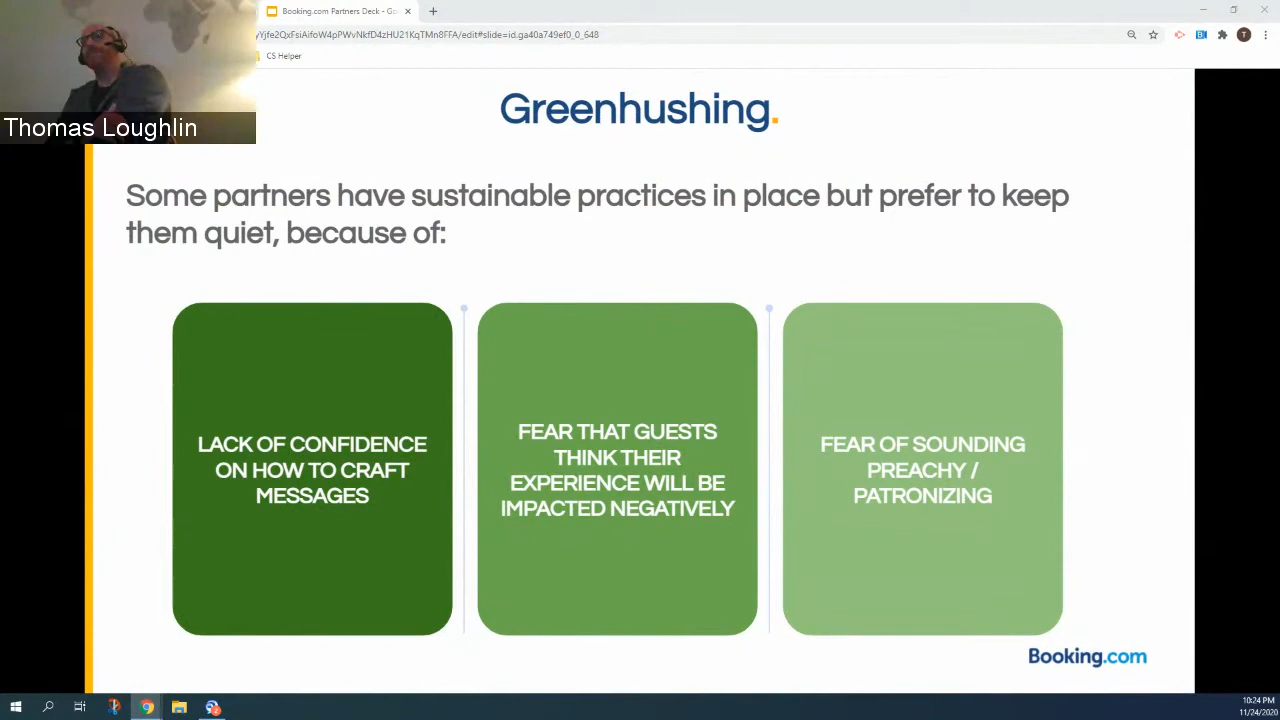 Booking.com Partners Deck - Go
CS Helper
Thomas Loughlin
Greenhushing.
Some partners have sustainable practices in place but prefer to keep
them quiet, because of:
LACK OF CONFIDENCE
ON HOW TO CRAFT
MESSAGES
FEAR THAT GUESTS
THINK THEIR
EXPERIENCE WILL BE
IMPACTED NEGATIVELY
FEAR OF SOUNDING
PREACHY /
PATRONIZING
Booking.com
10:24 PM
11/24/2020